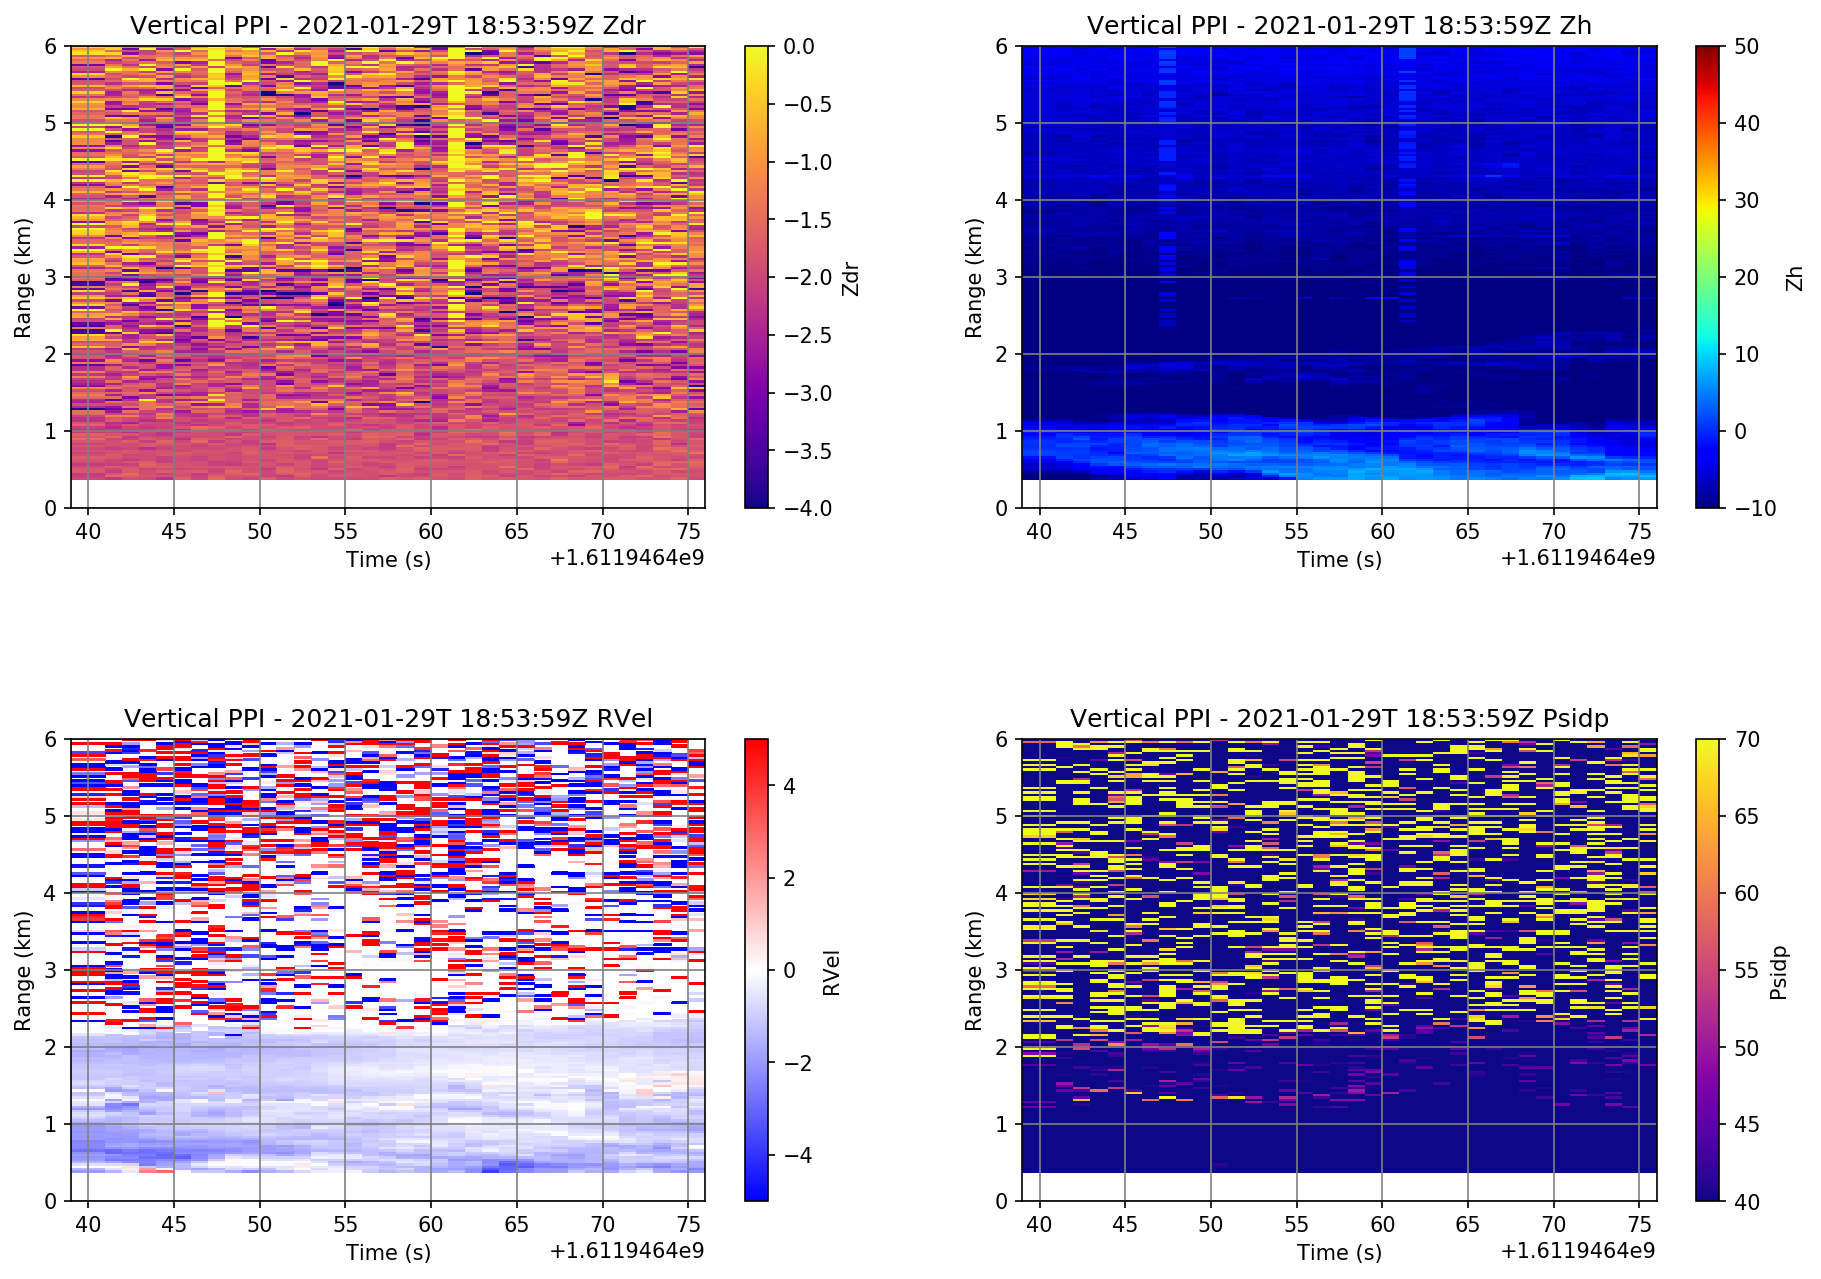 Vertical PPI - 2021-01-29T 18:53:59Z Zdr
6
5
4
3
2
1
0
Range (km)
40 45 50 55 60 65 70 75
Time (s)
+1.6119464e9
0.0
−0.5
−1.0
−1.5
−2.0
−2.5
−3.0
−3.5
−4.0
Zdr
Vertical PPI - 2021-01-29T 18:53:59Z Zh
6
5
4
3
2
1
0
Range (km)
40 45 50 55 60 65 70 75
Time (s)
+1.6119464e9
50
40
30
20
10
0
−10
Zh
Vertical PPI - 2021-01-29T 18:53:59Z RVel
6
5
4
3
2
1
0
Range (km)
40 45 50 55 60 65 70 75
Time (s)
+1.6119464e9
4
2
0
−2
−4
RVel
Vertical PPI - 2021-01-29T 18:53:59Z Psidp
6
5
4
3
2
1
0
Range (km)
40 45 50 55 60 65 70 75
Time (s)
+1.6119464e9
70
65
60
55
50
45
40
Psidp